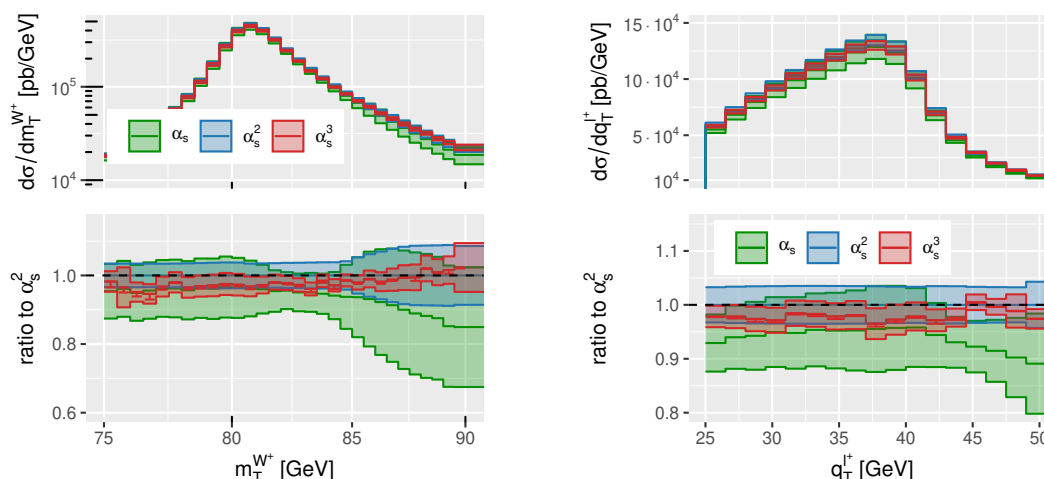 dσ/dm_T^{W⁺} [pb/GeV]
10⁵
10⁴
α_s α_s² α_s³
ratio to α_s²
1.0
0.8
0.6
75 80 85 90
m_T^{W⁺} [GeV]
dσ/dq_T^{l⁺} [pb/GeV]
15·10⁴
10·10⁴
5·10⁴
10⁴
α_s α_s² α_s³
ratio to α_s²
1.1
1.0
0.9
0.8
25 30 35 40 45 50
q_T^{l⁺} [GeV]